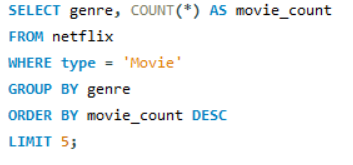 SELECT genre, COUNT(*) AS movie_count
FROM netflix
WHERE type = 'Movie'
GROUP BY genre
ORDER BY movie_count DESC
LIMIT 5;